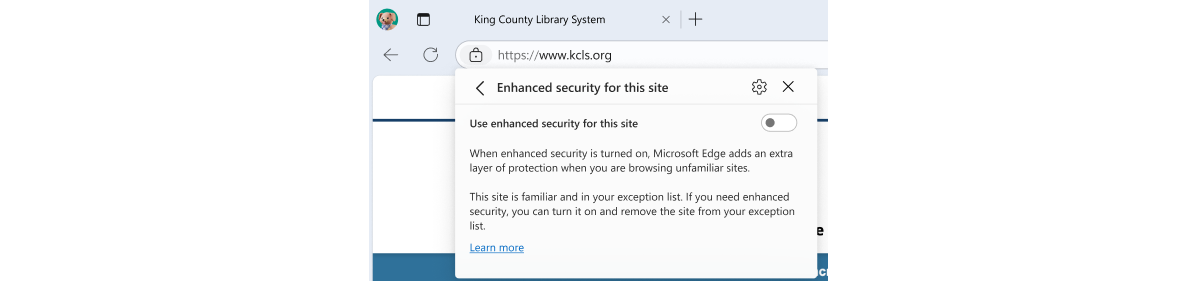 King County Library System
https://www.kcls.org
Enhanced security for this site
Use enhanced security for this site
When enhanced security is turned on, Microsoft Edge adds an extra
layer of protection when you are browsing unfamiliar sites.
This site is familiar and in your exception list. If you need enhanced
security, you can turn it on and remove the site from your exception
list.
Learn more